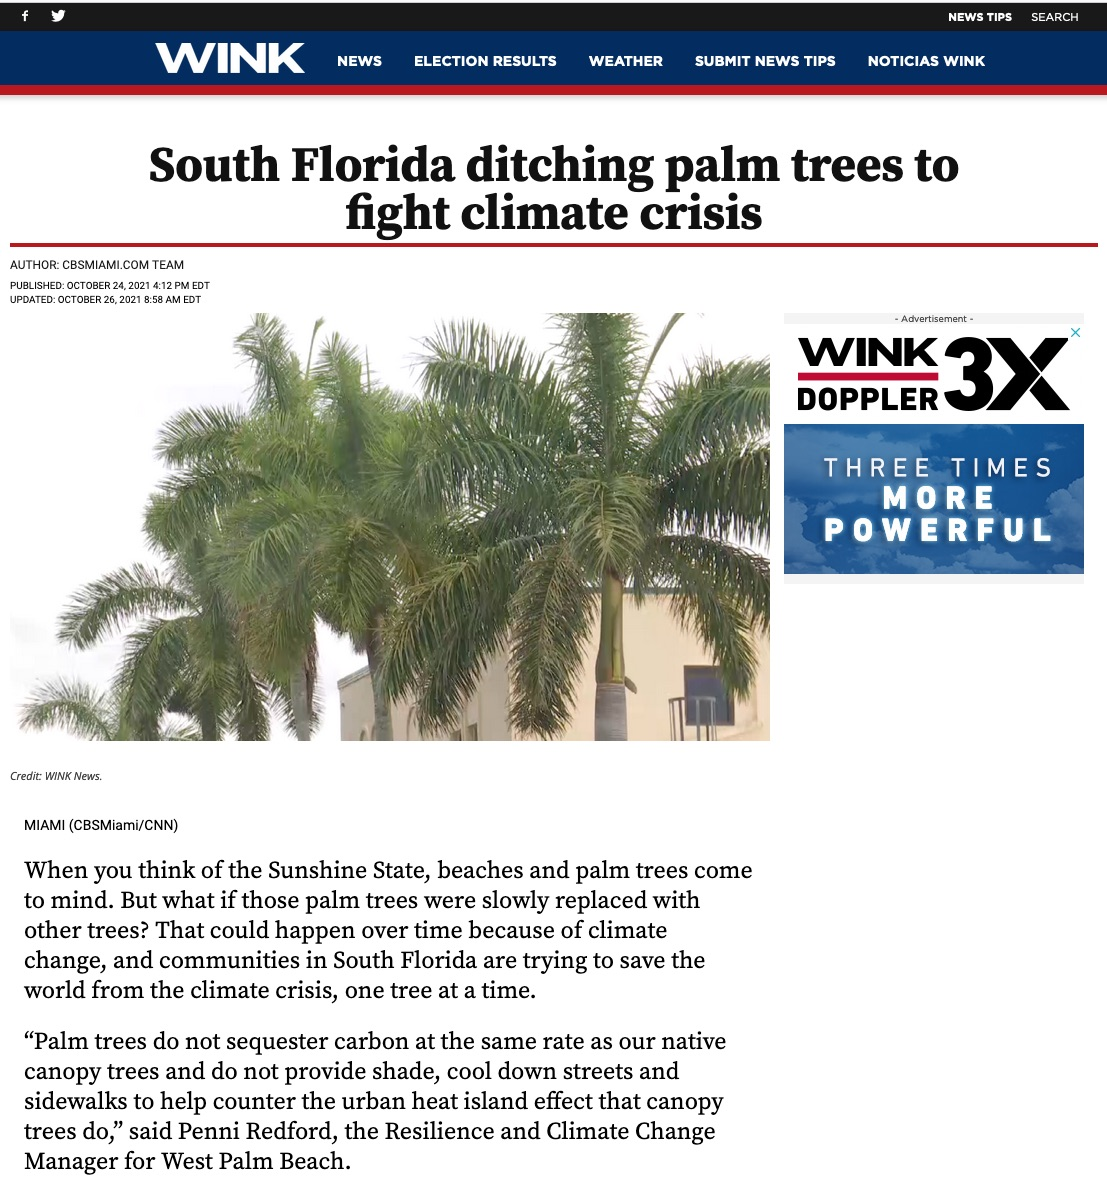 f
NEWS TIPS SEARCH
WINK NEWS ELECTION RESULTS WEATHER SUBMIT NEWS TIPS NOTICIAS WINK
South Florida ditching palm trees to
fight climate crisis
AUTHOR: CBSMIAMI.COM TEAM
PUBLISHED: OCTOBER 24, 2021 4:12 PM EDT
UPDATED: OCTOBER 26, 2021 8:58 AM EDT
- Advertisement -
WINK
DOPPLER 3X
THREE TIMES
MORE
POWERFUL
Credit: WINK News.
MIAMI (CBSMiami/CNN)
When you think of the Sunshine State, beaches and palm trees come
to mind. But what if those palm trees were slowly replaced with
other trees? That could happen over time because of climate
change, and communities in South Florida are trying to save the
world from the climate crisis, one tree at a time.
“Palm trees do not sequester carbon at the same rate as our native
canopy trees and do not provide shade, cool down streets and
sidewalks to help counter the urban heat island effect that canopy
trees do,” said Penni Redford, the Resilience and Climate Change
Manager for West Palm Beach.